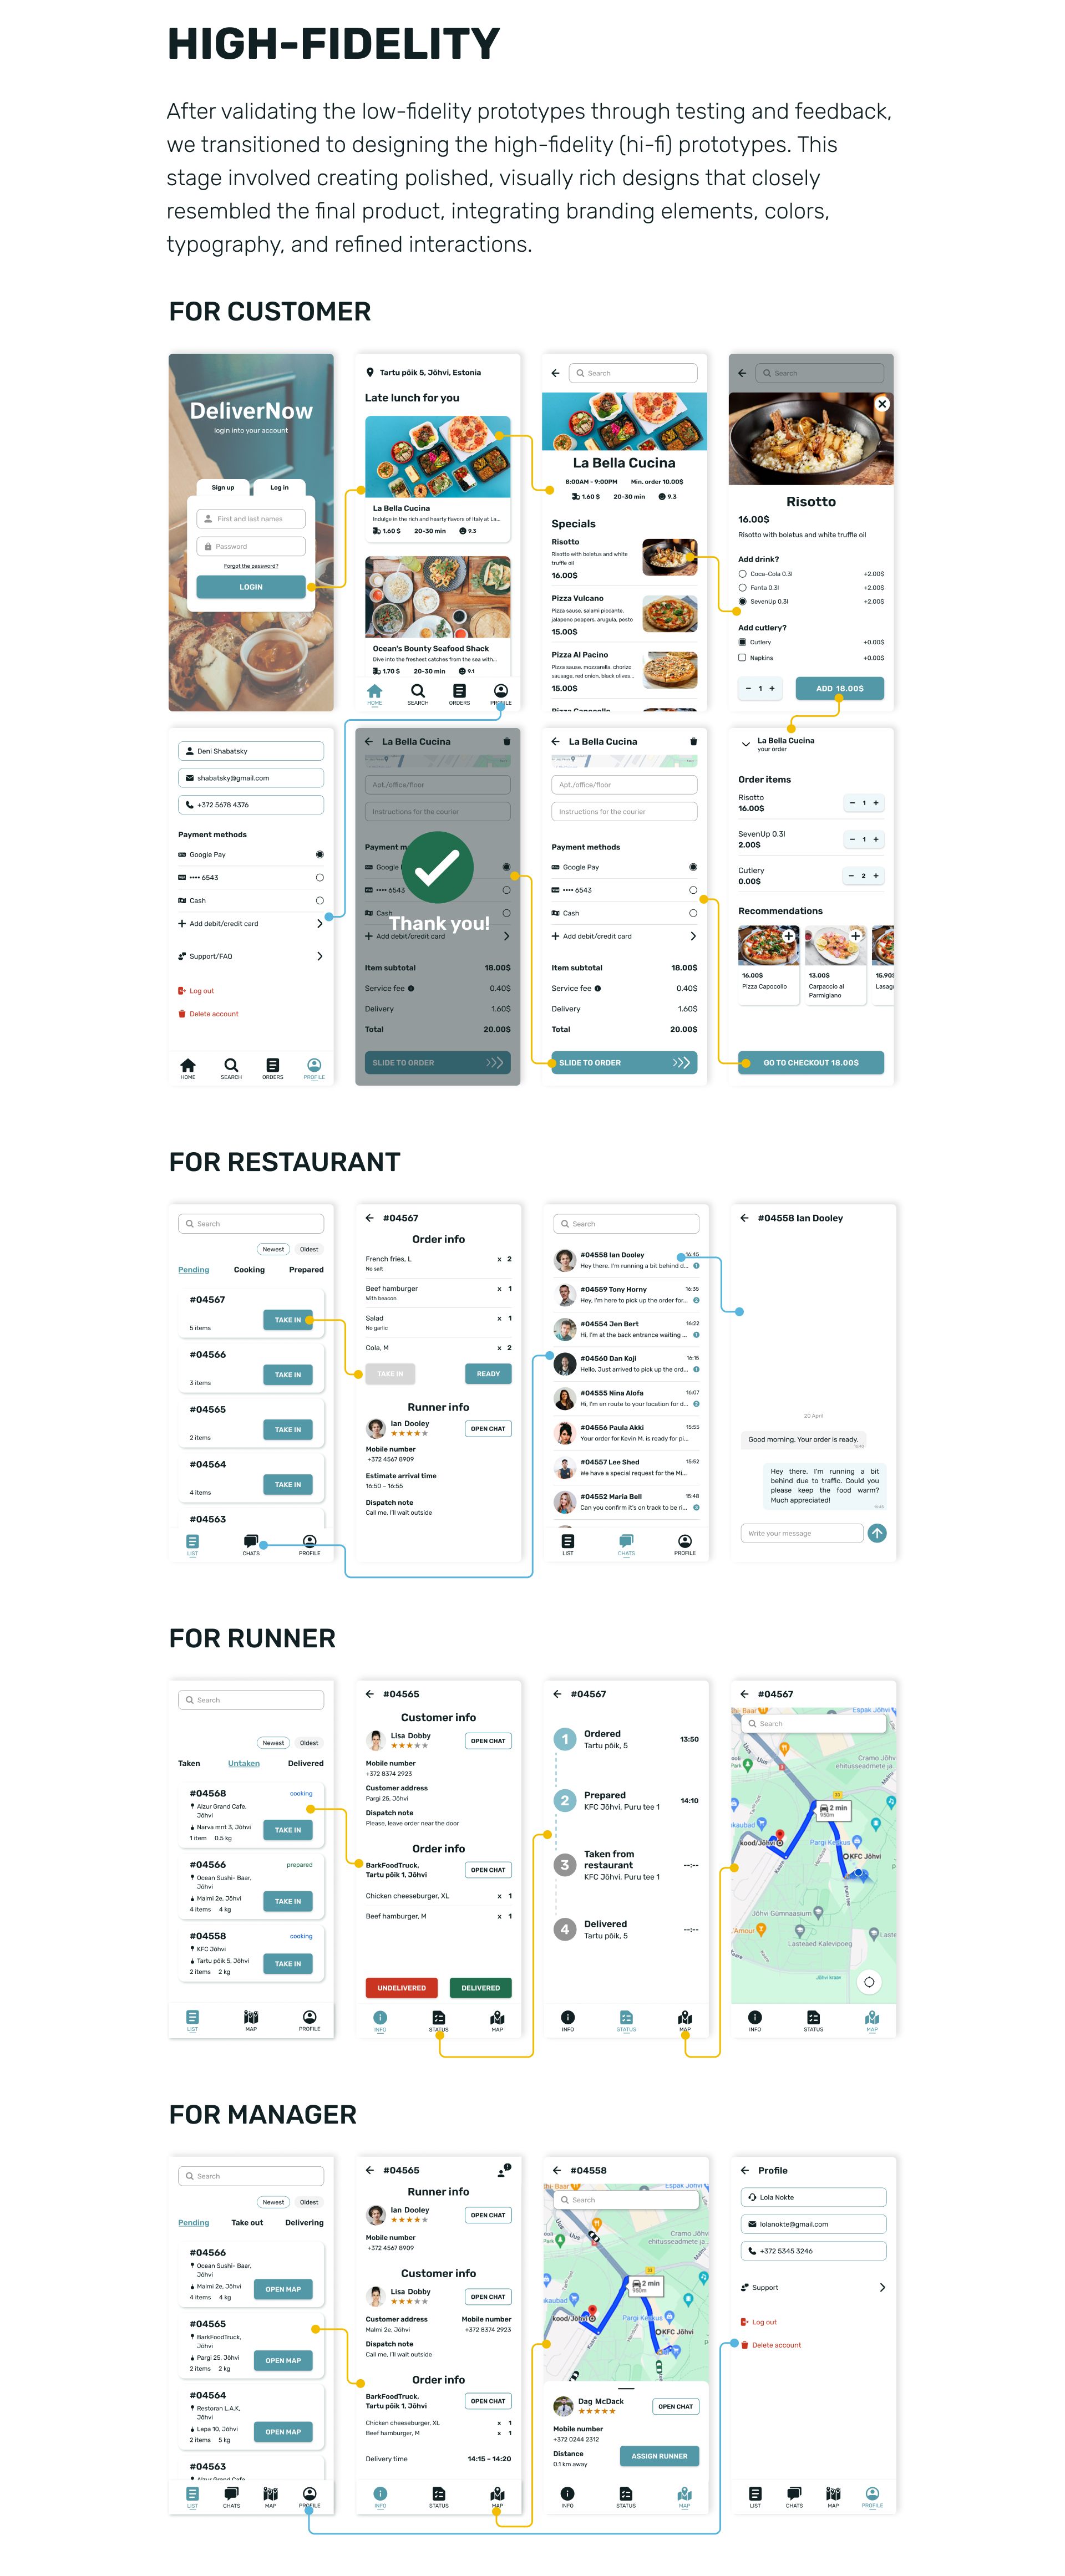 HIGH-FIDELITY
After validating the low-fidelity prototypes through testing and feedback,
we transitioned to designing the high-fidelity (hi-fi) prototypes. This
stage involved creating polished, visually rich designs that closely
resembled the final product, integrating branding elements, colors,
typography, and refined interactions.
FOR CUSTOMER
DeliverNow
login into your account
Sign up
Log in
First and last names
Password
Forgot the password?
LOGIN
Tartu põik 5, Jõhvi, Estonia
Late lunch for you
La Bella Cucina
Indulge in the rich and hearty flavors of Italy at La...
1.60 $ 20-30 min 9.3
Ocean's Bounty Seafood Shack
Dive into the freshest catches from the sea with...
1.70 $ 20-30 min 9.1
HOME SEARCH ORDERS PROFILE
Search
La Bella Cucina
8:00AM - 9:00PM Min. order 10.00$
1.60 $ 20-30 min 9.3
Specials
Risotto
Risotto with boletus and white
truffle oil
16.00$
Pizza Vulcano
Pizza sause, salami piccante,
jalapeno peppers, arugula, pesto
15.00$
Pizza Al Pacino
Pizza sause, mozzarella, chorizo
sausage, red onion, black olives...
15.00$
Pizza Capocollo
Search
Risotto
16.00$
Risotto with boletus and white truffle oil
Add drink?
Coca-Cola 0.3l +2.00$
Fanta 0.3l +2.00$
SevenUp 0.3l +2.00$
Add cutlery?
Cutlery +0.00$
Napkins +0.00$
− 1 +
ADD 18.00$
Deni Shabatsky
shabatsky@gmail.com
+372 5678 4376
Payment methods
Google Pay
•••• 6543
Cash
Add debit/credit card
Support/FAQ
Log out
Delete account
HOME SEARCH ORDERS PROFILE
La Bella Cucina
Apt./office/floor
Instructions for the courier
Payment m
Google
•••• 6543
Cash
Thank you!
Add debit/credit card
Item subtotal 18.00$
Service fee 0.40$
Delivery 1.60$
Total 20.00$
SLIDE TO ORDER
La Bella Cucina
Apt./office/floor
Instructions for the courier
Payment methods
Google Pay
•••• 6543
Cash
Add debit/credit card
Item subtotal 18.00$
Service fee 0.40$
Delivery 1.60$
Total 20.00$
SLIDE TO ORDER
La Bella Cucina
your order
Order items
Risotto
16.00$
− 1 +
SevenUp 0.3l
2.00$
− 1 +
Cutlery
0.00$
− 2 +
Recommendations
16.00$
Pizza Capocollo
13.00$
Carpaccio al
Parmigiano
15.90$
Lasag
GO TO CHECKOUT 18.00$
FOR RESTAURANT
Search
Newest Oldest
Pending Cooking Prepared
#04567
5 items
TAKE IN
#04566
3 items
TAKE IN
#04565
2 items
TAKE IN
#04564
4 items
TAKE IN
#04563
LIST CHATS PROFILE
#04567
Order info
French fries, L x 2
No salt
Beef hamburger x 1
With beacon
Salad x 1
No garlic
Cola, M x 2
TAKE IN
READY
Runner info
Ian Dooley
OPEN CHAT
Mobile number
+372 4567 8909
Estimate arrival time
16:50 – 16:55
Dispatch note
Call me, I'll wait outside
Search
#04558 Ian Dooley 16:45
Hey there. I'm running a bit behind d... 1
#04559 Tony Horny 16:35
Hey, I'm here to pick up the order for... 2
#04554 Jen Bert 16:22
Hi, I'm at the back entrance waiting ... 1
#04560 Dan Koji 16:15
Hello, Just arrived to pick up the ord... 1
#04555 Nina Alofa 16:07
Hi, I'm en route to your location for d... 2
#04556 Paula Akki 15:55
Your order for Kevin M. is ready for pi...
#04557 Lee Shed 15:52
We have a special request for the Mi...
#04552 Maria Bell 15:48
Can you confirm it's on track to be ri... 3
LIST CHATS PROFILE
#04558 Ian Dooley
20 April
Good morning. Your order is ready.
Hey there. I'm running a bit
behind due to traffic. Could you
please keep the food warm?
Much appreciated!
Write your message
FOR RUNNER
Search
Newest Oldest
Taken Untaken Delivered
#04568 cooking
Aizur Grand Cafe,
Jõhvi
Narva mnt 3, Jõhvi
1 item 0.5 kg
TAKE IN
#04566 prepared
Ocean Sushi- Baar,
Jõhvi
Malmi 2e, Jõhvi
4 items 4 kg
TAKE IN
#04558 cooking
KFC Jõhvi
Tartu põik 5, Jõhvi
2 items 2 kg
TAKE IN
LIST MAP PROFILE
#04565
Customer info
Lisa Dobby
OPEN CHAT
Mobile number
+372 8374 2923
Customer address
Pargi 25, Jõhvi
Dispatch note
Please, leave order near the door
Order info
BarkFoodTruck,
Tartu põik 1, Jõhvi
OPEN CHAT
Chicken cheeseburger, XL x 1
Beef hamburger, M x 1
UNDELIVERED
DELIVERED
INFO STATUS MAP
#04567
1 Ordered
Tartu põik, 5
13:50
2 Prepared
KFC Jõhvi, Puru tee 1
14:10
3 Taken from
restaurant
KFC Jõhvi, Puru tee 1
--:--
4 Delivered
Tartu põik, 5
--:--
INFO STATUS MAP
#04567
Search
2 min
950m
kood/Jõhvi
Pargi Keskus
KFC Jõhvi
Jõhvi Gümnaasium
Lasteaed Kalevipoeg
INFO STATUS MAP
FOR MANAGER
Search
Newest Oldest
Pending Take out Delivering
#04566
Ocean Sushi- Baar,
Jõhvi
Malmi 2e, Jõhvi
4 items 4 kg
OPEN MAP
#04565
BarkFoodTruck,
Jõhvi
Pargi 25, Jõhvi
2 items 2 kg
OPEN MAP
#04564
Restoran L.A.K,
Jõhvi
Lepa 10, Jõhvi
2 items 5 kg
OPEN MAP
#04563
Aizur Grand Cafe
LIST CHATS MAP PROFILE
#04565
Runner info
Ian Dooley
OPEN CHAT
Mobile number
+372 4567 8909
Customer info
Lisa Dobby
OPEN CHAT
Customer address Mobile number
Malmi 2e, Jõhvi +372 8374 2923
Dispatch note
Call me, I'll wait outside
Order info
BarkFoodTruck,
Tartu põik 1, Jõhvi
OPEN CHAT
Chicken cheeseburger, XL x 1
Beef hamburger, M x 1
Delivery time 14:15 – 14:20
INFO STATUS MAP
#04558
Search
2 min
950m
kood/Jõhvi
KFC Jõhvi
Dag McDack
OPEN CHAT
Mobile number
+372 0244 2312
Distance
0.1 km away
ASSIGN RUNNER
INFO STATUS MAP
Profile
Lola Nokte
lolanokte@gmail.com
+372 5345 3246
Support
Log out
Delete account
LIST CHATS MAP PROFILE